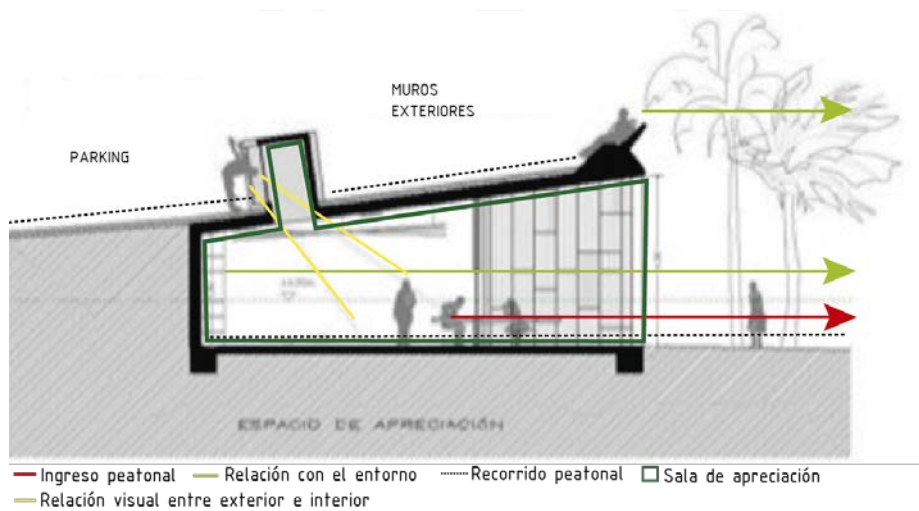 MUROS
EXTERIORES
PARKING
ESPACIO DE APRECIACIÓN
Ingreso peatonal Relación con el entorno Recorrido peatonal Sala de apreciación
Relación visual entre exterior e interior